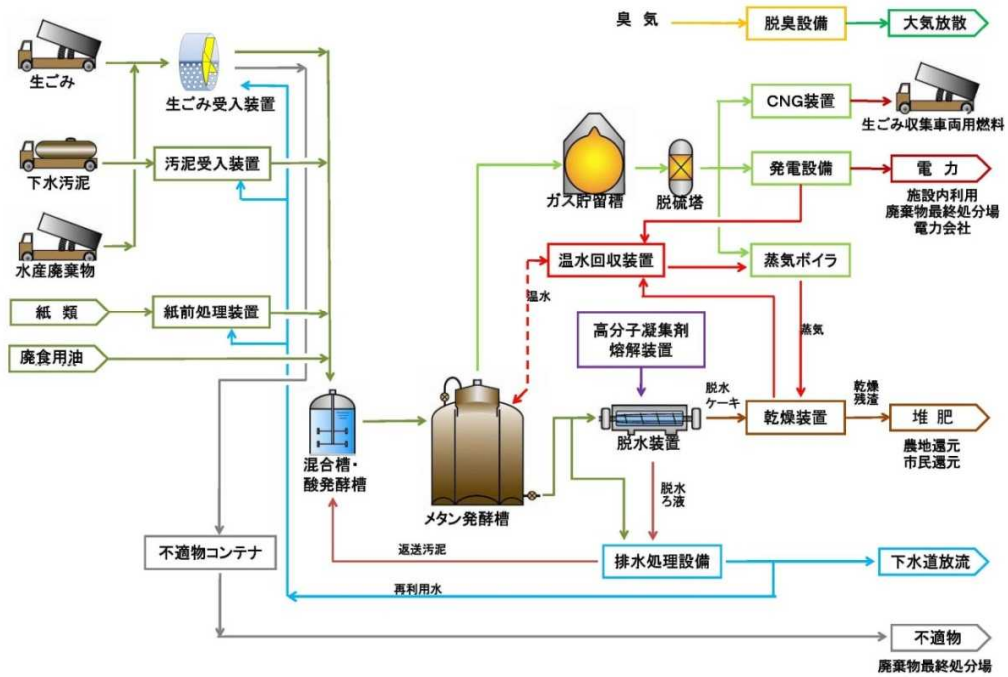 臭 気
脱臭設備
大気放散
生ごみ
生ごみ受入装置
CNG装置
生ごみ収集車両用燃料
下水汚泥
汚泥受入装置
ガス貯留槽
脱硫塔
発電設備
電 力
施設内利用
廃棄物最終処分場
電力会社
水産廃棄物
温水回収装置
蒸気ボイラ
温水
蒸気
紙 類
紙前処理装置
高分子凝集剤
熔解装置
廃食用油
脱水
ケーキ
乾燥装置
乾燥
残渣
堆 肥
農地還元
市民還元
脱水装置
混合槽・
酸発酵槽
メタン発酵槽
脱水
ろ液
不適物コンテナ
返送汚泥
排水処理設備
下水道放流
再利用水
不適物
廃棄物最終処分場